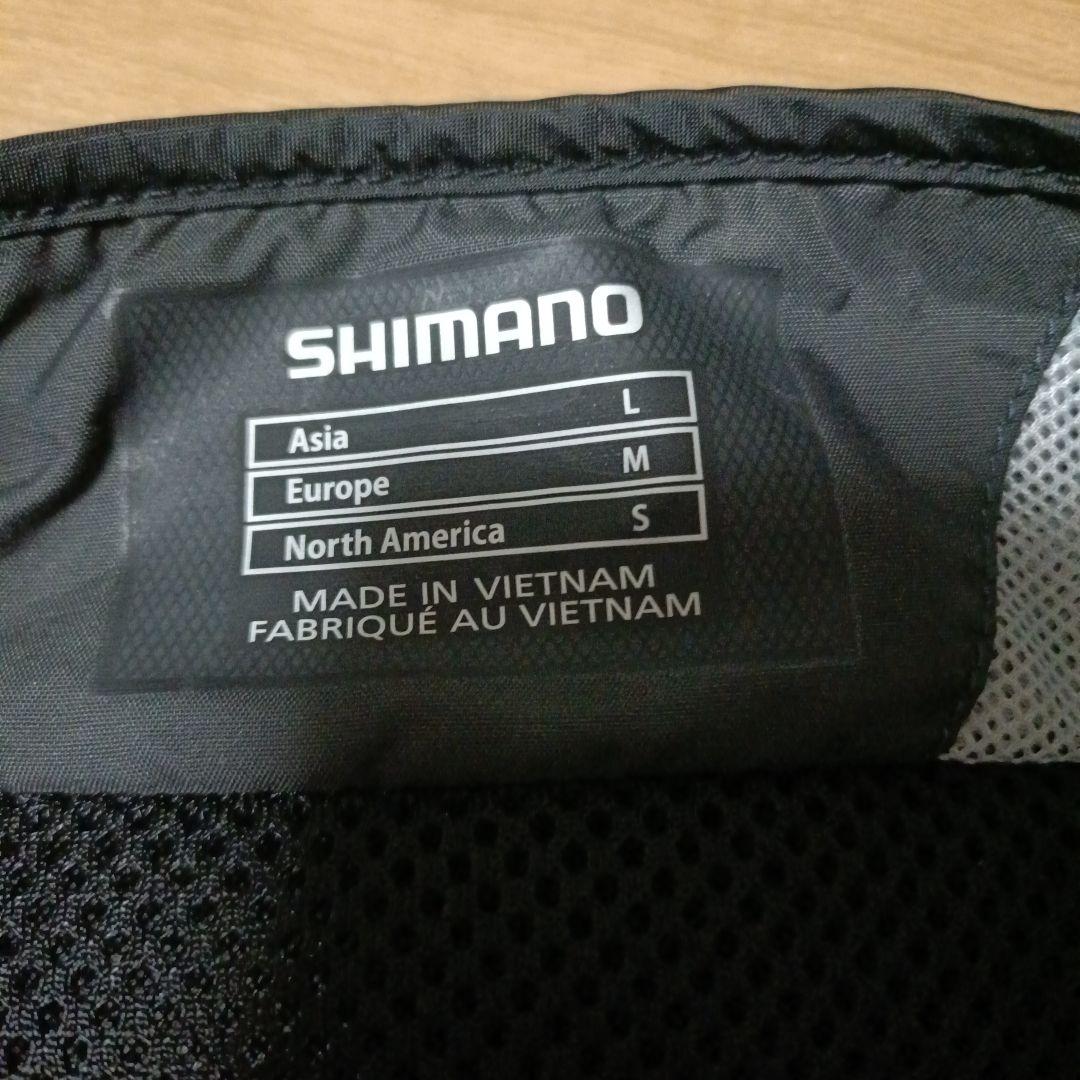 SHIMANO
Asia L
Europe M
North America S
MADE IN VIETNAM
FABRIQUÉ AU VIETNAM